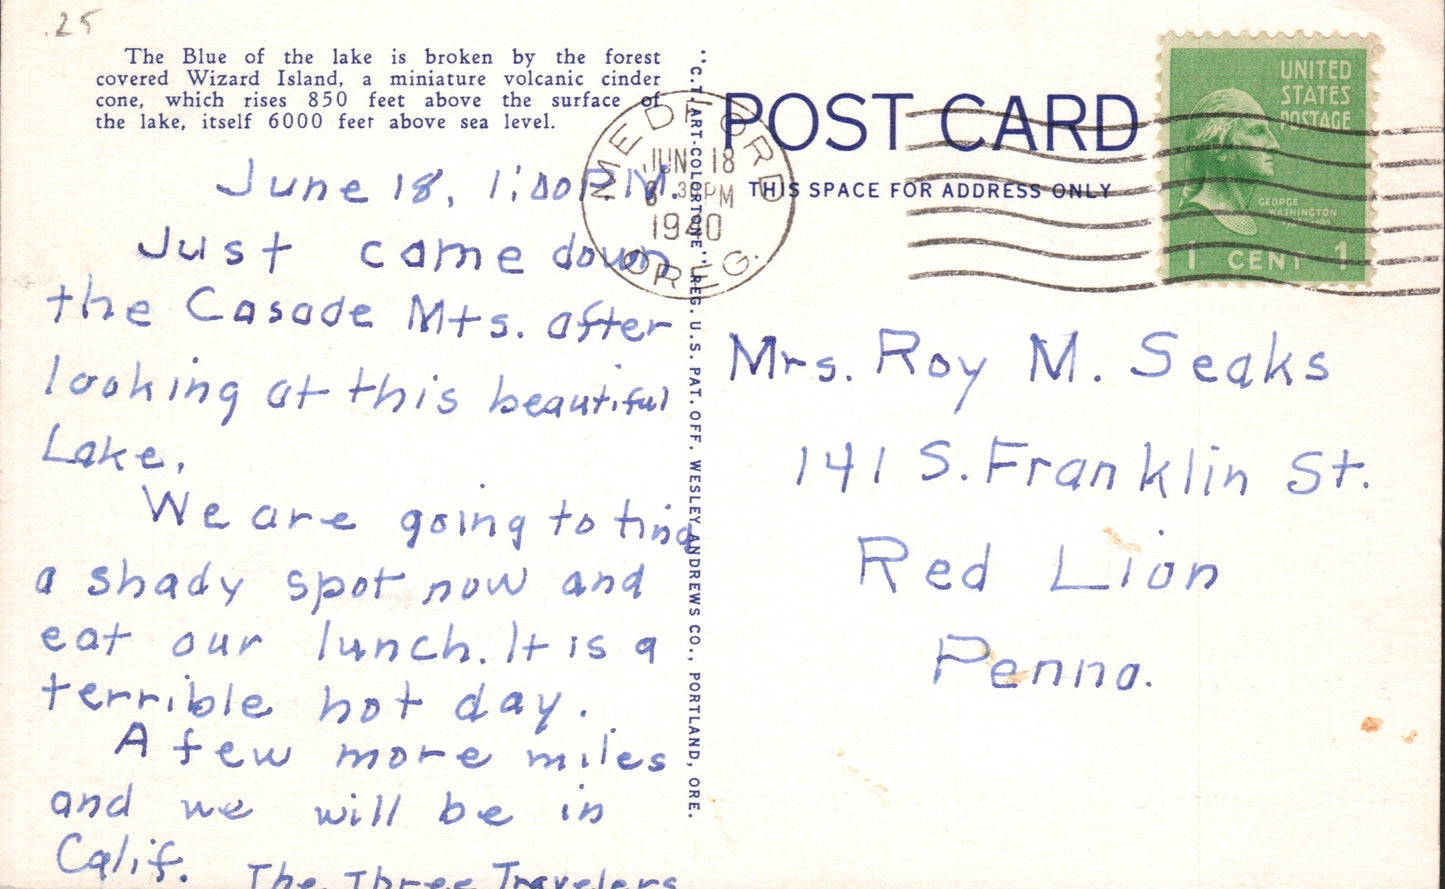 .25
The Blue of the lake is broken by the forest
covered Wizard Island, a miniature volcanic cinder
cone, which rises 850 feet above the surface of
the lake, itself 6000 feet above sea level.
June 18, 1:00 P.M.
Just came down
the Casade Mts. after
looking at this beautiful
Lake.
We are going to find
a shady spot now and
eat our lunch. It is a
terrible hot day.
A few more miles
and we will be in
Calif. The Three Travelers
"C.T. ART-COLORTONE" REG. U.S. PAT. OFF. WESLEY ANDREWS CO., PORTLAND, ORE.
MEDFORD
JUN 18
30 PM
1940
OREG.
POST CARD
THIS SPACE FOR ADDRESS ONLY
UNITED
STATES
POSTAGE
GEORGE
WASHINGTON
1 CENT 1
Mrs. Roy M. Seaks
141 S. Franklin St.
Red Lion
Penna.